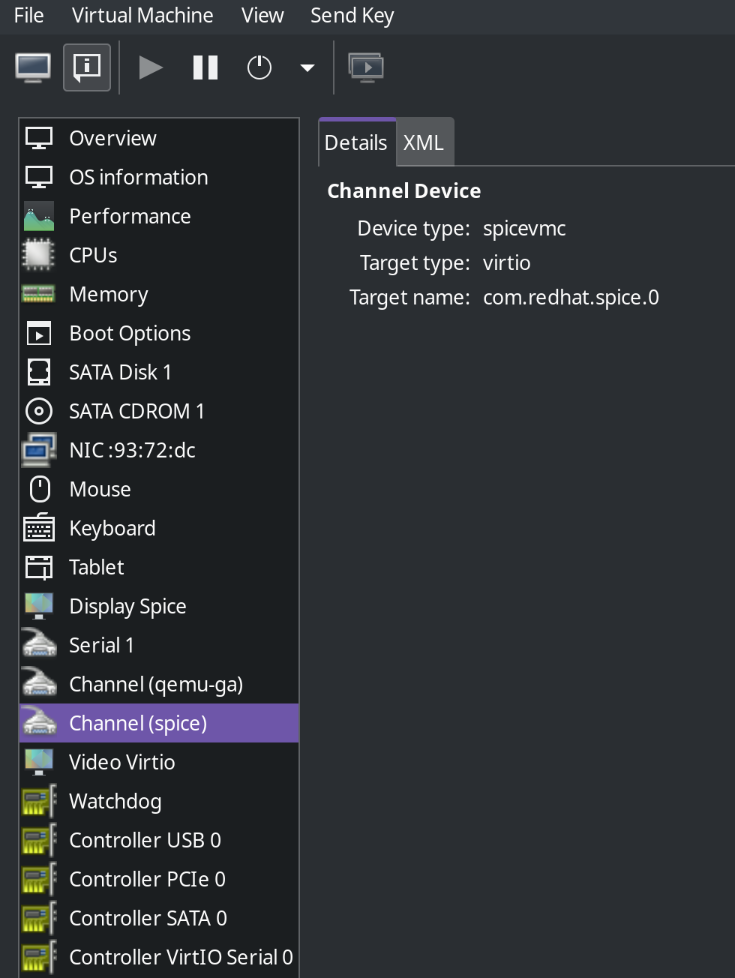 File Virtual Machine View Send Key
Details XML
Overview
OS information
Performance
CPUs
Memory
Boot Options
SATA Disk 1
SATA CDROM 1
NIC :93:72:dc
Mouse
Keyboard
Tablet
Display Spice
Serial 1
Channel (qemu-ga)
Channel (spice)
Video Virtio
Watchdog
Controller USB 0
Controller PCIe 0
Controller SATA 0
Controller VirtIO Serial 0
Channel Device
Device type: spicevmc
Target type: virtio
Target name: com.redhat.spice.0